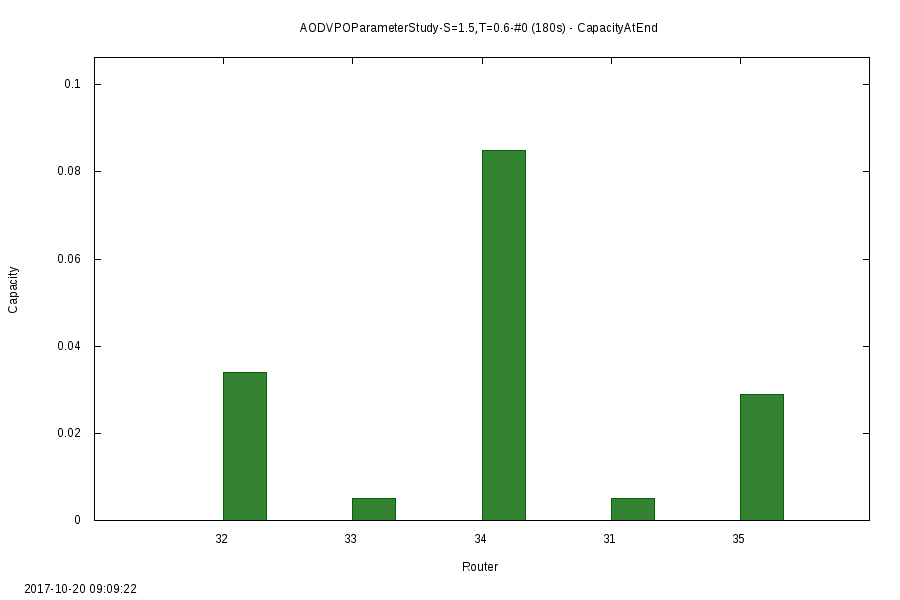 AODVPOParameterStudy-S=1.5,T=0.6-#0 (180s) - CapacityAtEnd
0.1
0.08
0.06
0.04
0.02
0
Capacity
32 33 34 31 35
Router
2017-10-20 09:09:22